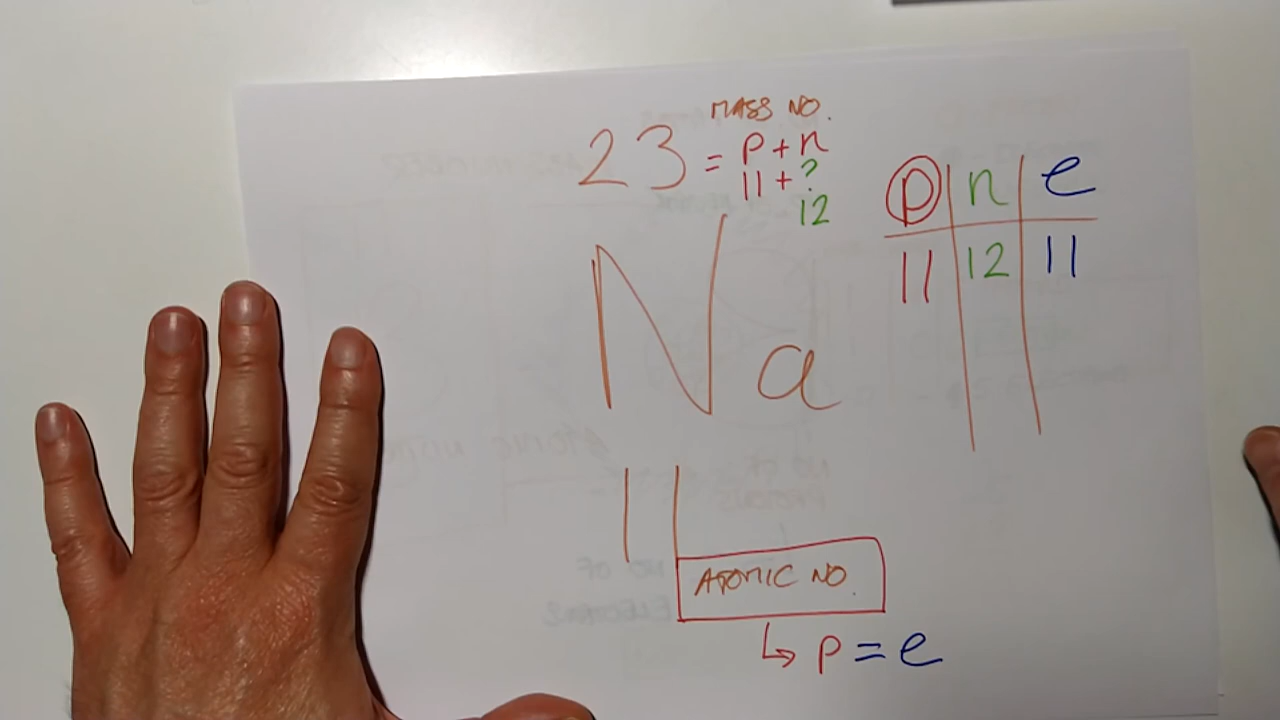 MASS NO.
23 = p + n
11 + ?
12
p n e
11 12 11
Na
11
ATOMIC NO.
↳ p = e